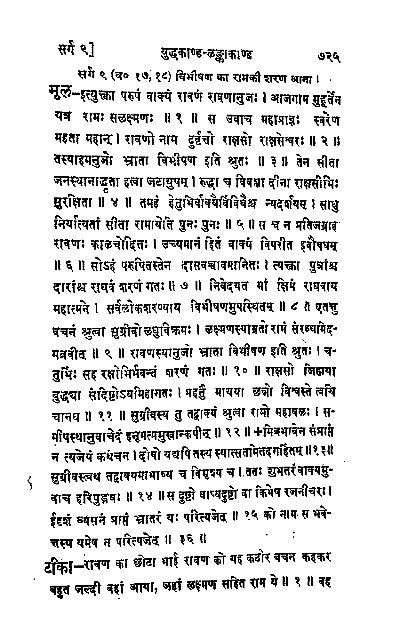 सर्ग ९] युद्धकाण्ड-लङ्काकाण्ड ७२५
सर्ग ९ (व० १७, १८) विभीषण का रामकी शरण आना।
मूल—इत्युक्त्वा परुषं वाक्यं रावणं रावणानुजः। आजगाम मुहूर्तेन
यत्र रामः सलक्ष्मणः ॥ १ ॥ स उवाच महाप्राज्ञः स्वरेण
महता महान्। रावणो नाम दुर्वृत्तो राक्षसो राक्षसेश्वरः ॥ २॥
तस्याहमनुजो भ्राता विभीषण इति श्रुतः ॥ ३ ॥ तेन सीता
जनस्थानाद्धृता हत्वा जटायुषम्। रुद्धा च विवशा दीना राक्षसीभिः
सुरक्षिता ॥ ४ ॥ तमहं हेतुभिर्वाक्यैर्विविधैश्च न्यदर्शयम्। साधु
निर्यात्यतां सीता रामायेति पुनः पुनः ॥ ५ ॥ स च न प्रतिजग्राह
रावणः कालचोदितः। उच्यमानं हितं वाक्यं विपरीत इवौषधम्
॥ ६ ॥ सोऽहं परुषितस्तेन दासवच्चावमानितः। त्यक्त्वा पुत्रांश्च
दारांश्च राघवं शरणं गतः॥ ७ ॥ निवेदयत मां क्षिप्रं राघवाय
महात्मने। सर्वलोकशरण्याय विभीषणमुपस्थितम् ॥ ८ ॥ एतत्तु
वचनं श्रुत्वा सुग्रीवो लघुविक्रमः। लक्ष्मणस्याग्रतो रामं संरब्धमिद-
मब्रवीत् ॥ ९ ॥ रावणस्यानुजो भ्राता विभीषण इति श्रुतः। च-
तुर्भिः सह रक्षोभिर्भवन्तं शरणं गतः ॥ १० ॥ राक्षसो जिह्मया
बुद्ध्या संदिष्टोऽयमिहागतः। प्रहर्तुं मायया छन्नो विश्वस्ते त्वयि
चानघ ॥ ११ ॥ सुग्रीवस्य तु तद्वाक्यं श्रुत्वा रामो महाबलः। स-
मीपस्थानुवाचेदं हनुमत्प्रमुखान्कपीन् ॥ १२ ॥ +मित्रभावेन संप्राप्तं
न त्यजेयं कथंचन। दोषो यद्यपि तस्य स्यात्सतामेतदगर्हितम् ॥१३॥
सुग्रीवस्त्वथ तद्वाक्यमाभाष्य च विमृश्य च। ततः शुभतरं वाक्यमु-
वाच हरिपुङ्गवः ॥ १४ ॥ स दुष्टो वाप्यदुष्टो वा किमेष रजनीचरः।
ईदृशं व्यसनं प्राप्तं भ्रातरं यः परित्यजेद् ॥ १५ को नाम स भवे-
त्तस्य यमेष न परित्यजेद् ॥ १६ ॥
टीका—रावण का छोटा भाई रावण को यह कठोर वचन कहकर
बहुत जल्दी वहां आया, जहां लक्ष्मण सहित राम थे ॥ १ ॥ वह